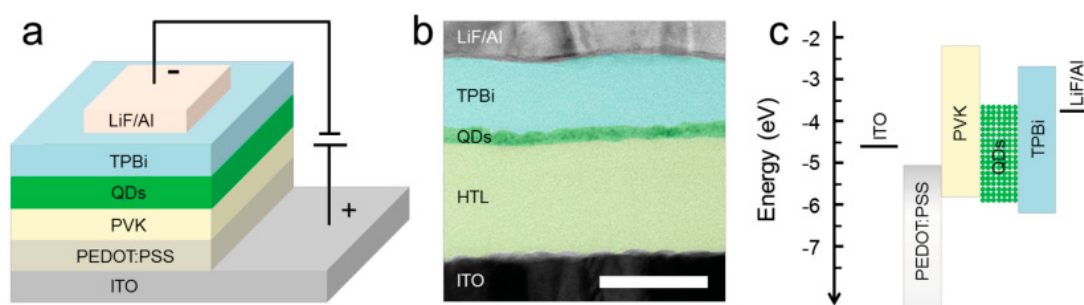 a
-
LiF/Al
TPBi
QDs
PVK
PEDOT:PSS
ITO
+
b
LiF/Al
TPBi
QDs
HTL
ITO
c
Energy (eV)
-2
-3
-4
-5
-6
-7
ITO
PEDOT:PSS
PVK
QDs
TPBi
LiF/Al